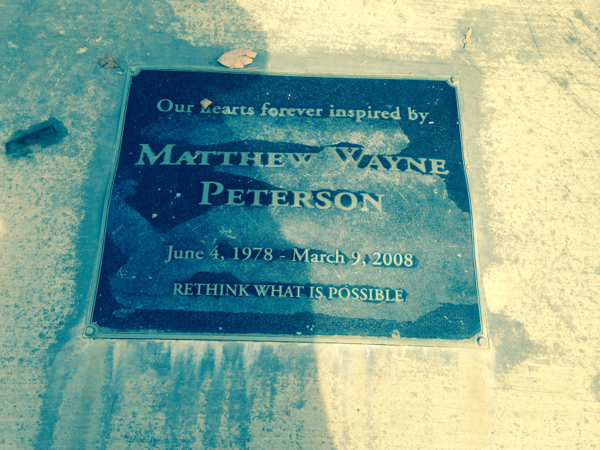 Our hearts forever inspired by
MATTHEW WAYNE
PETERSON
June 4, 1978 - March 9, 2008
RETHINK WHAT IS POSSIBLE